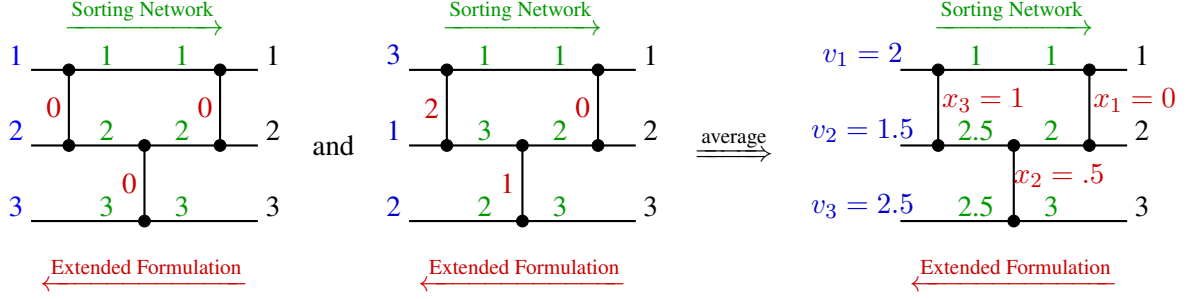 Sorting Network Sorting Network Sorting Network
1 1 1 1 3 1 1 1 v₁ = 2 1 1 1
0 0 2 0 x₃ = 1 x₁ = 0
2 2 2 2 and 1 3 2 2 average v₂ = 1.5 2.5 2 2
0 1 x₂ = .5
3 3 3 3 2 2 3 3 v₃ = 2.5 2.5 3 3
Extended Formulation Extended Formulation Extended Formulation